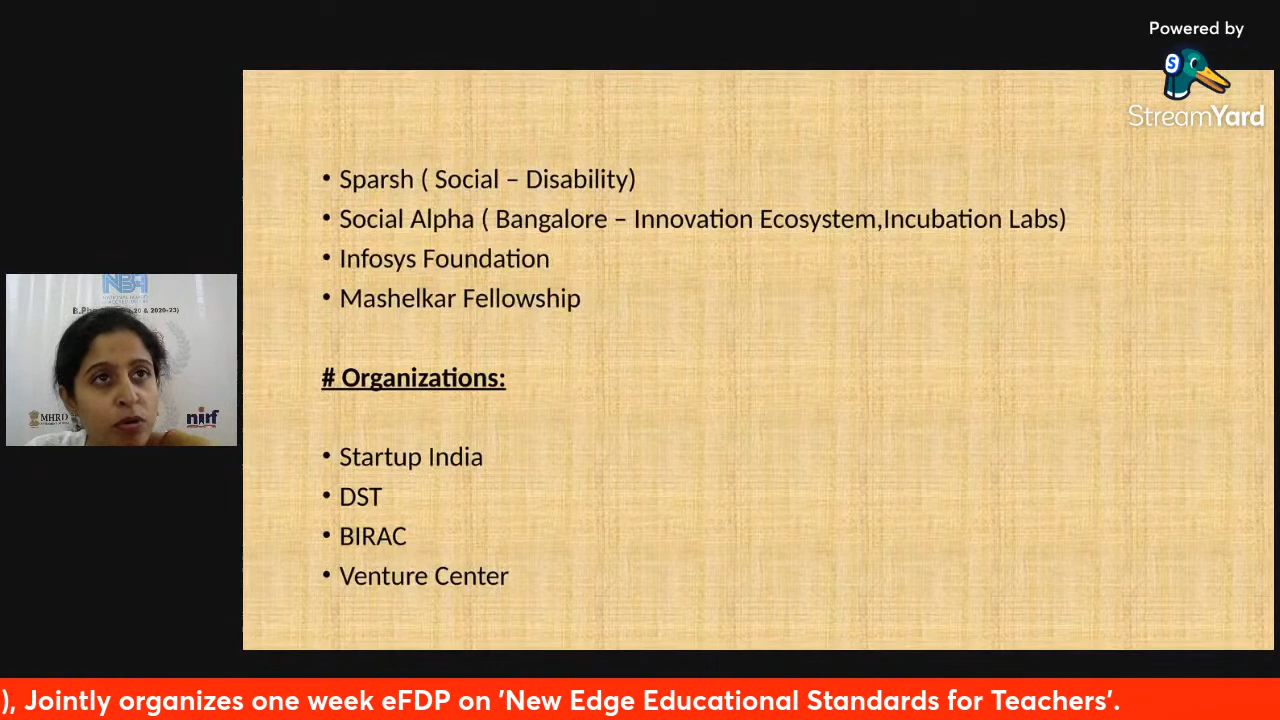 Powered by
StreamYard
• Sparsh ( Social – Disability)
• Social Alpha ( Bangalore – Innovation Ecosystem,Incubation Labs)
• Infosys Foundation
• Mashelkar Fellowship
# Organizations:
• Startup India
• DST
• BIRAC
• Venture Center
NBA
MHRD
nirf
), Jointly organizes one week eFDP on 'New Edge Educational Standards for Teachers'.